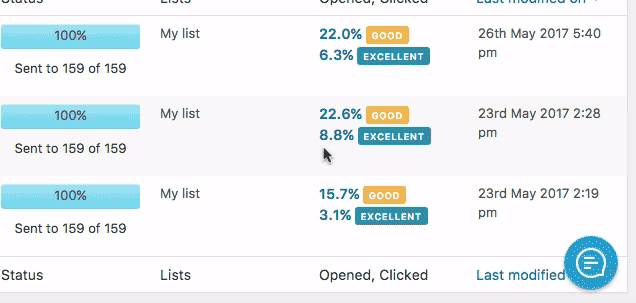 Status Lists Opened, Clicked Last modified on
100% My list 22.0% GOOD 26th May 2017 5:40
6.3% EXCELLENT pm
Sent to 159 of 159
100% My list 22.6% GOOD 23rd May 2017 2:28
8.8% EXCELLENT pm
Sent to 159 of 159
100% My list 15.7% GOOD 23rd May 2017 2:19
3.1% EXCELLENT pm
Sent to 159 of 159
Status Lists Opened, Clicked Last modified